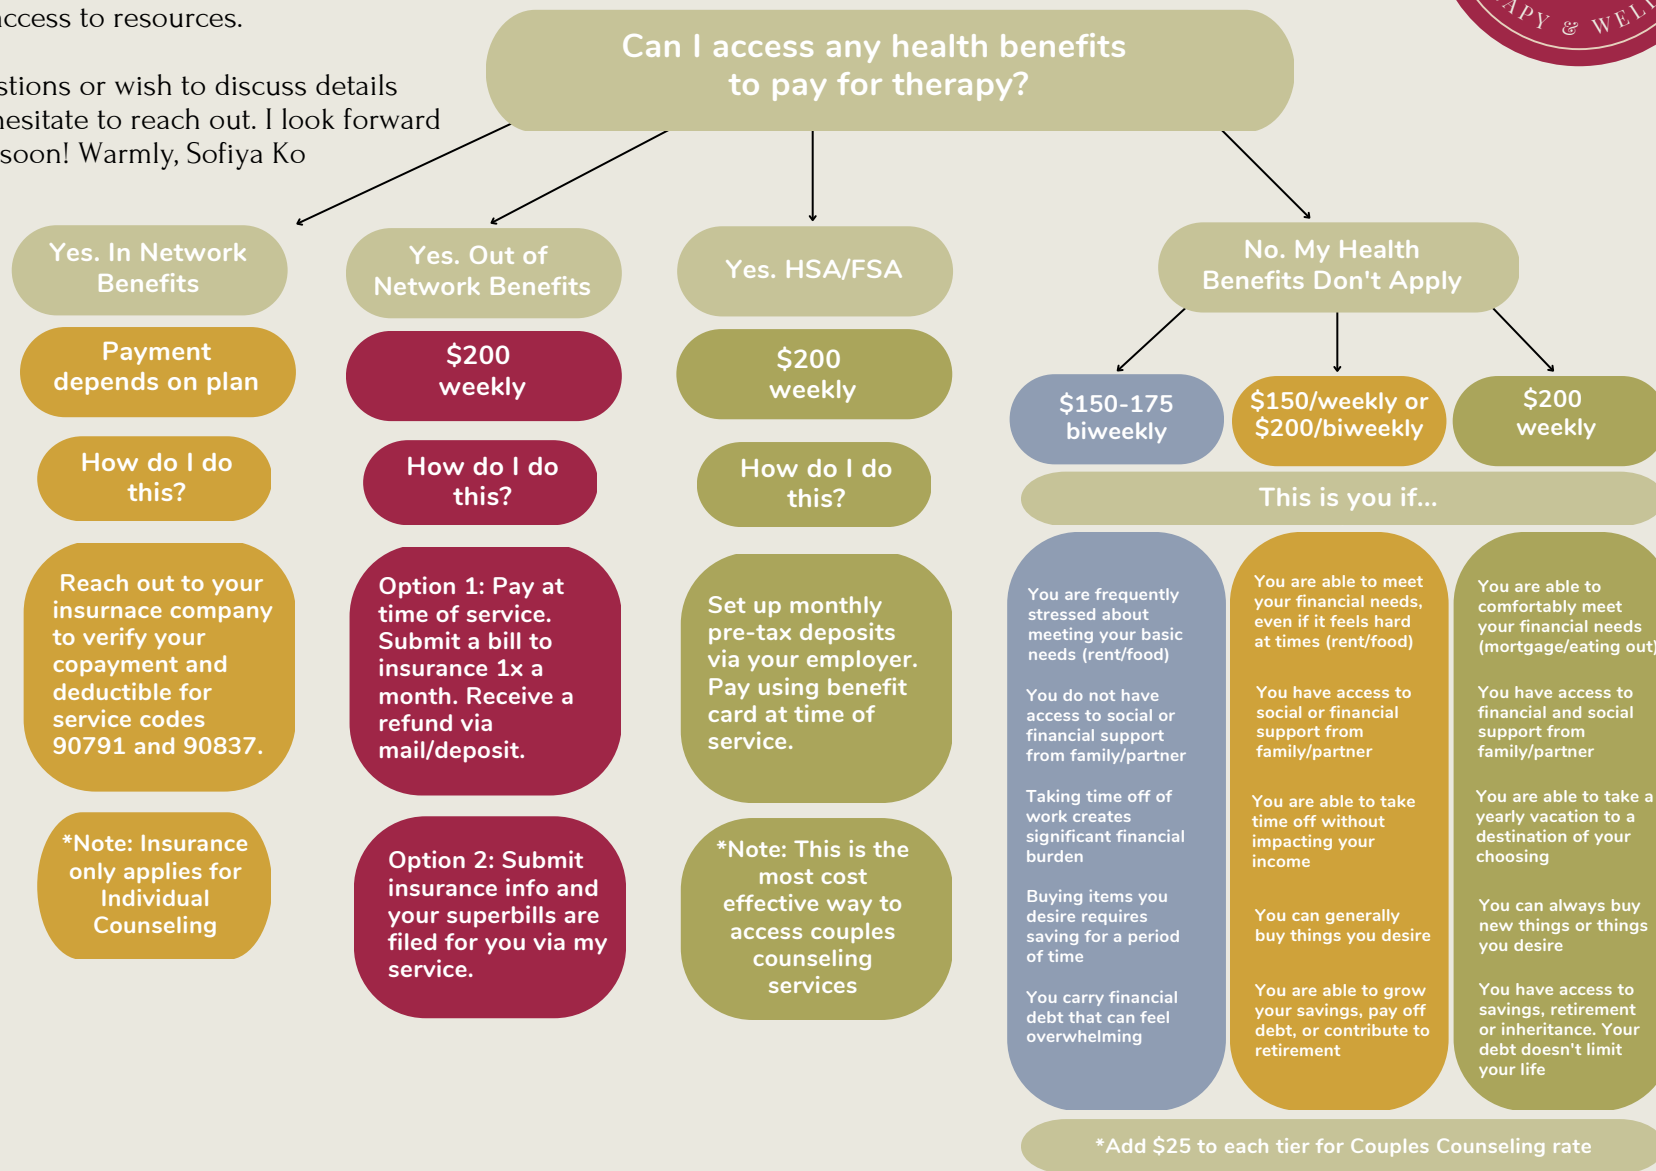 access to resources.
stions or wish to discuss details
hesitate to reach out. I look forward
soon! Warmly, Sofiya Ko
APY & WEL
Can I access any health benefits
to pay for therapy?
Yes. In Network
Benefits
Payment
depends on plan
How do I do
this?
Reach out to your
insurnace company
to verify your
copayment and
deductible for
service codes
90791 and 90837.
*Note: Insurance
only applies for
Individual
Counseling
Yes. Out of
Network Benefits
$200
weekly
How do I do
this?
Option 1: Pay at
time of service.
Submit a bill to
insurance 1x a
month. Receive a
refund via
mail/deposit.
Option 2: Submit
insurance info and
your superbills are
filed for you via my
service.
Yes. HSA/FSA
$200
weekly
How do I do
this?
Set up monthly
pre-tax deposits
via your employer.
Pay using benefit
card at time of
service.
*Note: This is the
most cost
effective way to
access couples
counseling
services
No. My Health
Benefits Don't Apply
$150-175
biweekly
$150/weekly or
$200/biweekly
$200
weekly
This is you if...
You are frequently
stressed about
meeting your basic
needs (rent/food)
You do not have
access to social or
financial support
from family/partner
Taking time off of
work creates
significant financial
burden
Buying items you
desire requires
saving for a period
of time
You carry financial
debt that can feel
overwhelming
You are able to meet
your financial needs,
even if it feels hard
at times (rent/food)
You have access to
social or financial
support from
family/partner
You are able to take
time off without
impacting your
income
You can generally
buy things you desire
You are able to grow
your savings, pay off
debt, or contribute to
retirement
You are able to
comfortably meet
your financial needs
(mortgage/eating out)
You have access to
financial and social
support from
family/partner
You are able to take a
yearly vacation to a
destination of your
choosing
You can always buy
new things or things
you desire
You have access to
savings, retirement
or inheritance. Your
debt doesn't limit
your life
*Add $25 to each tier for Couples Counseling rate